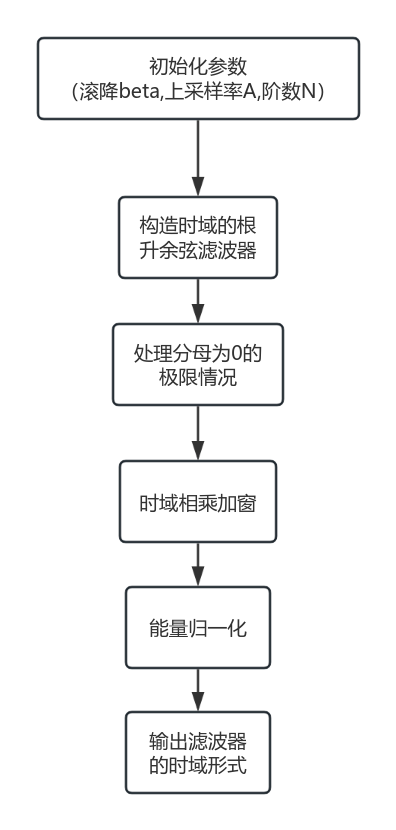 初始化参数
（滚降beta,上采样率A,阶数N）
构造时域的根
升余弦滤波器
处理分母为0的
极限情况
时域相乘加窗
能量归一化
输出滤波器
的时域形式